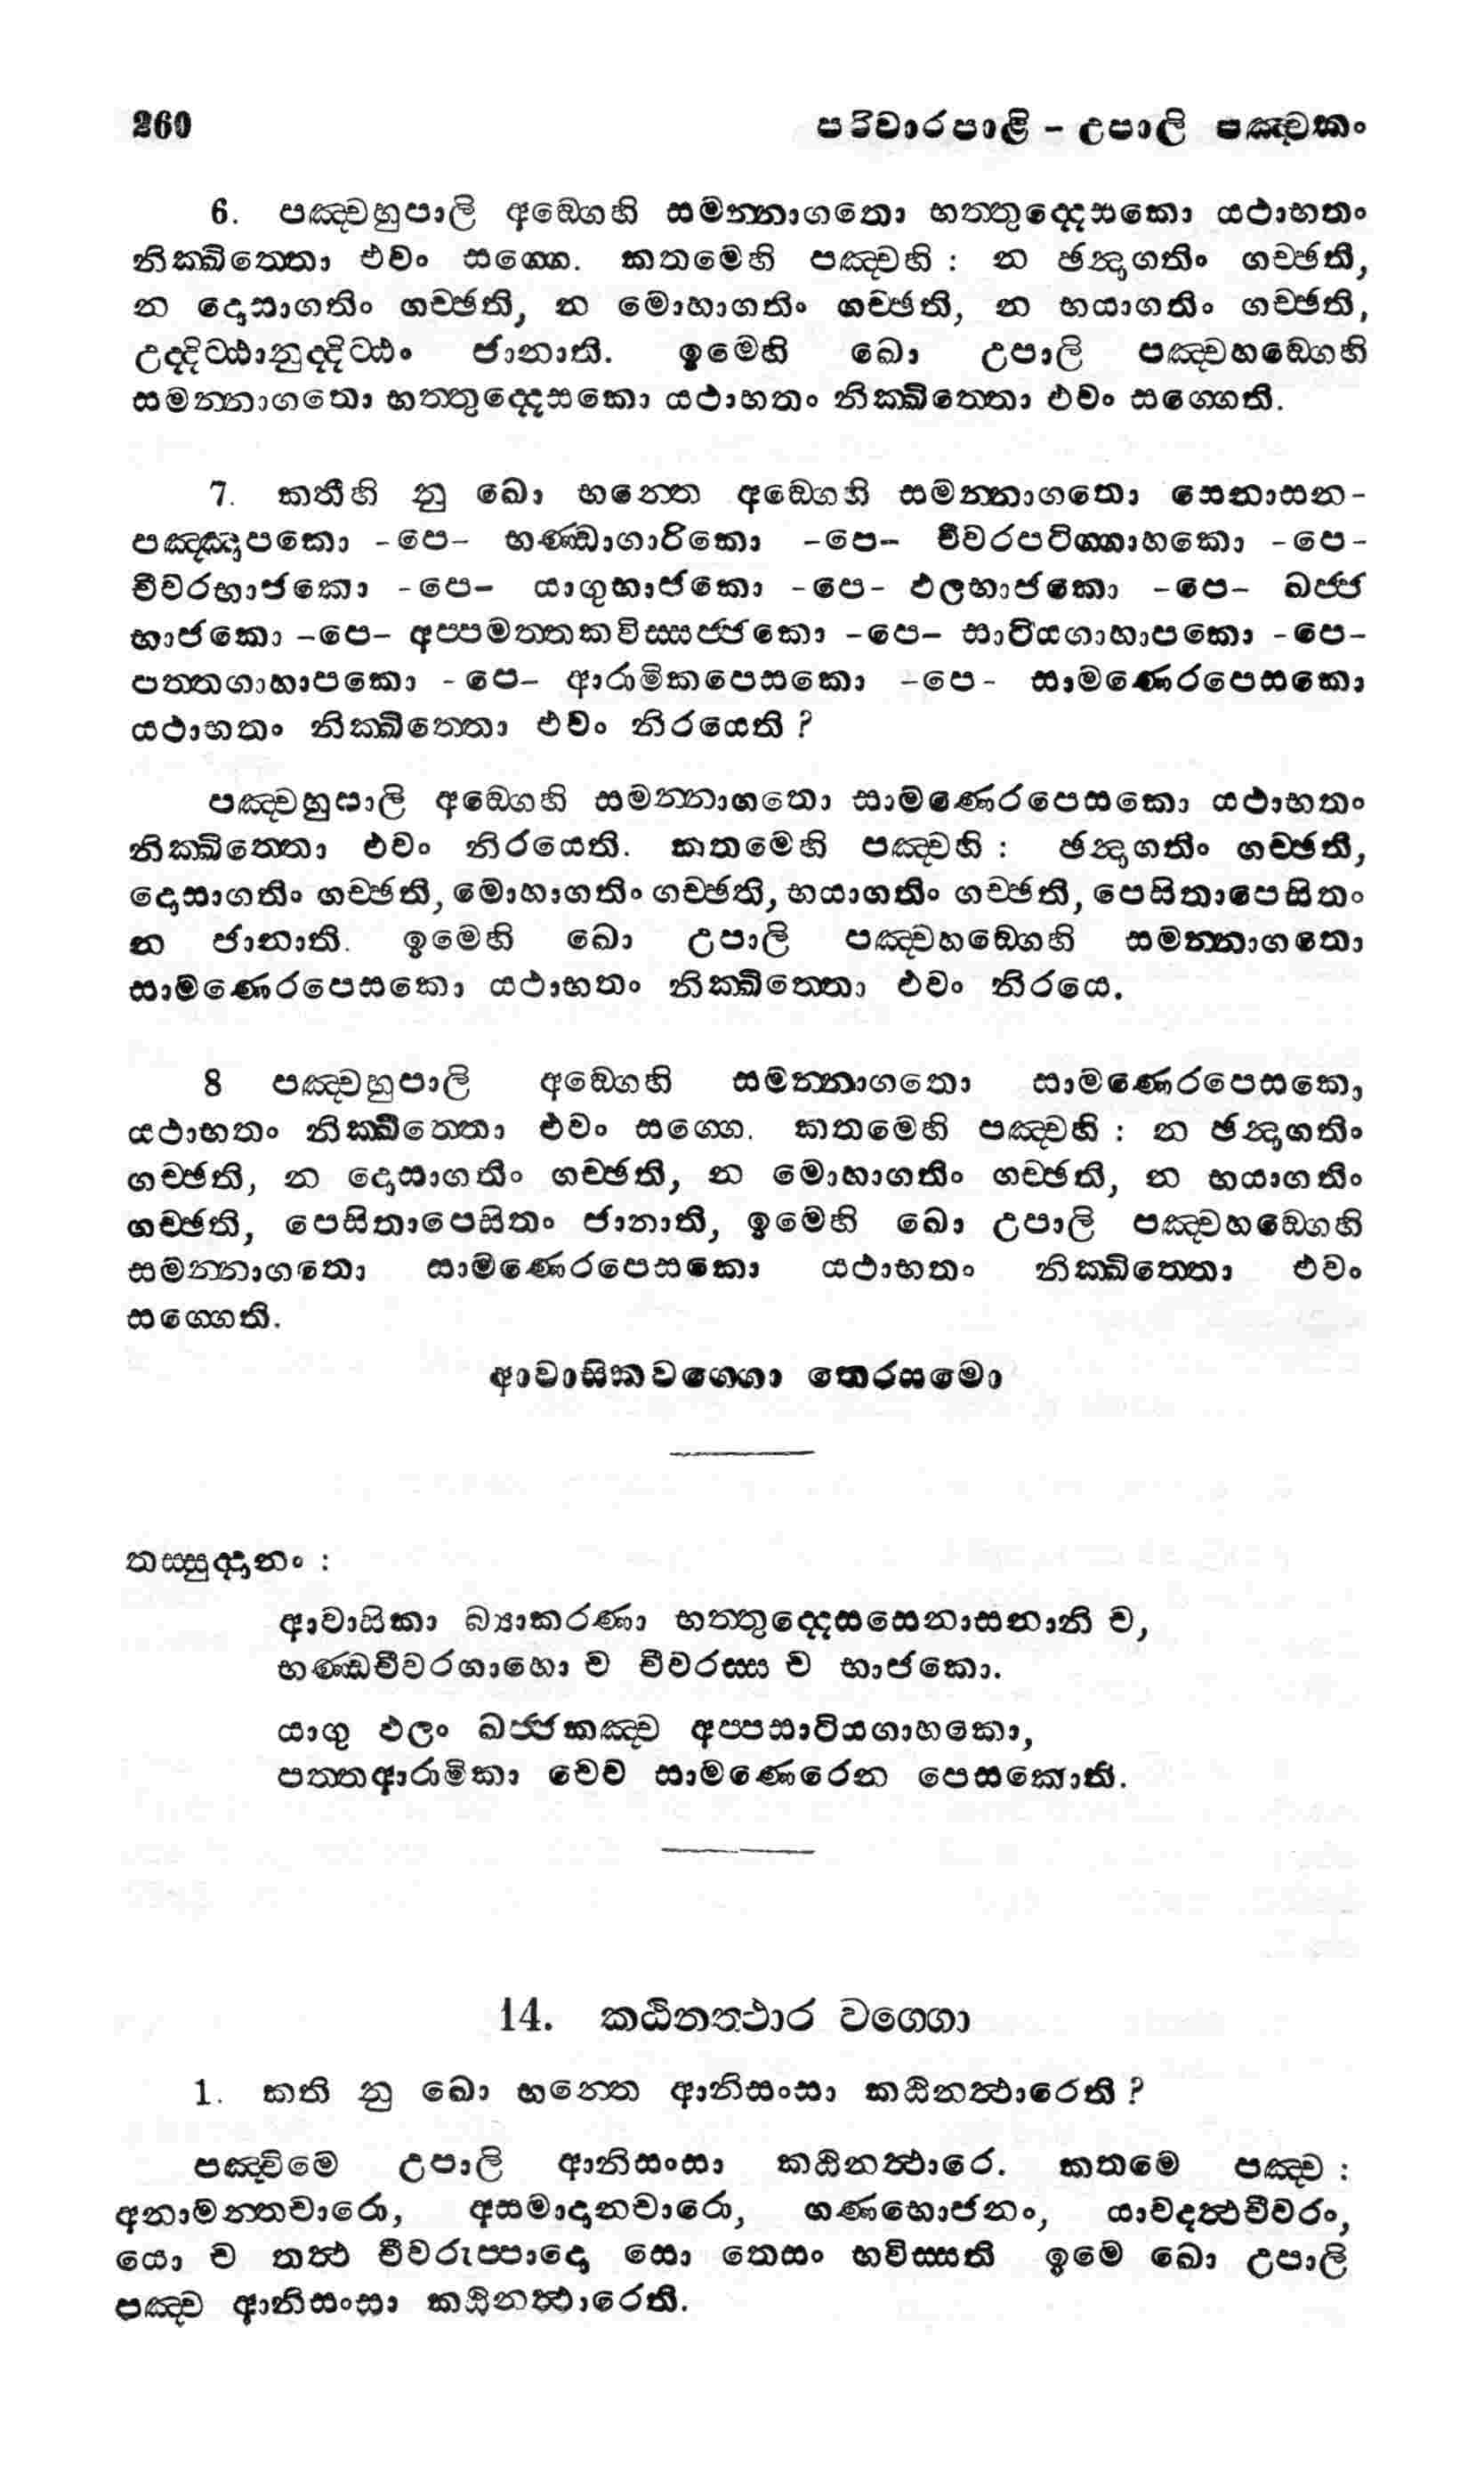 260 පරිවාරපාළි - උපාලි පඤ්චකං
6. පඤ්චහුපාලි අඞ්ගෙහි සමන්නාගතො භත්තුද්දෙසකො යථාභතං
නික්ඛිත්තො එවං සග්ගෙ. කතමෙහි පඤ්චහි : න ඡන්දාගතිං ගච්ඡති,
න දොසාගතිං ගච්ඡති, න මොහාගතිං ගච්ඡති, න භයාගතිං ගච්ඡති,
උද්දිට්ඨානුද්දිට්ඨං ජානාති. ඉමෙහි ඛො උපාලි පඤ්චහඞ්ගෙහි
සමන්නාගතො භත්තුද්දෙසකො යථාභතං නික්ඛිත්තො එවං සග්ගෙති.
7. කතීහි නු ඛො භන්තෙ අඞ්ගෙහි සමන්නාගතො සෙනාසන-
පඤ්ඤාපකො -පෙ- භණ්ඩාගාරිකො -පෙ- චීවරපටිග්ගාහකො -පෙ-
චීවරභාජකො -පෙ- යාගුභාජකො -පෙ- ඵලභාජකො -පෙ- ඛජ්ජ
භාජකො -පෙ- අප්පමත්තකවිස්සජ්ජකො -පෙ- සාටියගාහාපකො -පෙ-
පත්තගාහාපකො -පෙ- ආරාමිකපෙසකො -පෙ- සාමණෙරපෙසකො
යථාභතං නික්ඛිත්තො එවං නිරයෙති ?
පඤ්චහුපාලි අඞ්ගෙහි සමන්නාගතො සාමණෙරපෙසකො යථාභතං
නික්ඛිත්තො එවං නිරයෙති. කතමෙහි පඤ්චහි : ඡන්දාගතිං ගච්ඡති,
දොසාගතිං ගච්ඡති, මොහාගතිං ගච්ඡති, භයාගතිං ගච්ඡති, පෙසිතාපෙසිතං
න ජානාති. ඉමෙහි ඛො උපාලි පඤ්චහඞ්ගෙහි සමන්නාගතො
සාමණෙරපෙසකො යථාභතං නික්ඛිත්තො එවං නිරයෙ.
8 පඤ්චහුපාලි අඞ්ගෙහි සමන්නාගතො සාමණෙරපෙසකො
යථාභතං නික්ඛිත්තො එවං සග්ගෙ. කතමෙහි පඤ්චහි : න ඡන්දාගතිං
ගච්ඡති, න දොසාගතිං ගච්ඡති, න මොහාගතිං ගච්ඡති, න භයාගතිං
ගච්ඡති, පෙසිතාපෙසිතං ජානාති, ඉමෙහි ඛො උපාලි පඤ්චහඞ්ගෙහි
සමන්නාගතො සාමණෙරපෙසකො යථාභතං නික්ඛිත්තො එවං
සග්ගෙති.
ආවාසිකවග්ගො තෙරසමො
තස්සුද්දානං :
ආවාසිකා බ්‍යාකරණා භත්තුද්දෙසසෙනාසනානි ච,
භණ්ඩචීවරගාහො ච චීවරස්ස ච භාජකො.
යාගු ඵලං ඛජ්ජකඤ්ච අප්පසාටියගාහකො,
පත්තආරාමිකා චෙව සාමණෙරෙන පෙසකොති.
14. කඨිනත්ථාර වග්ගො
1. කති නු ඛො භන්තෙ ආනිසංසා කඨිනත්ථාරෙති ?
පඤ්චිමෙ උපාලි ආනිසංසා කඨිනත්ථාරෙ. කතමෙ පඤ්ච :
අනාමන්තචාරො, අසමාදානචාරො, ගණභොජනං, යාවදත්ථචීවරං,
යො ච තත්ථ චීවරුප්පාදො සො තෙසං භවිස්සති ඉමෙ ඛො උපාලි
පඤ්ච ආනිසංසා කඨිනත්ථාරෙති.